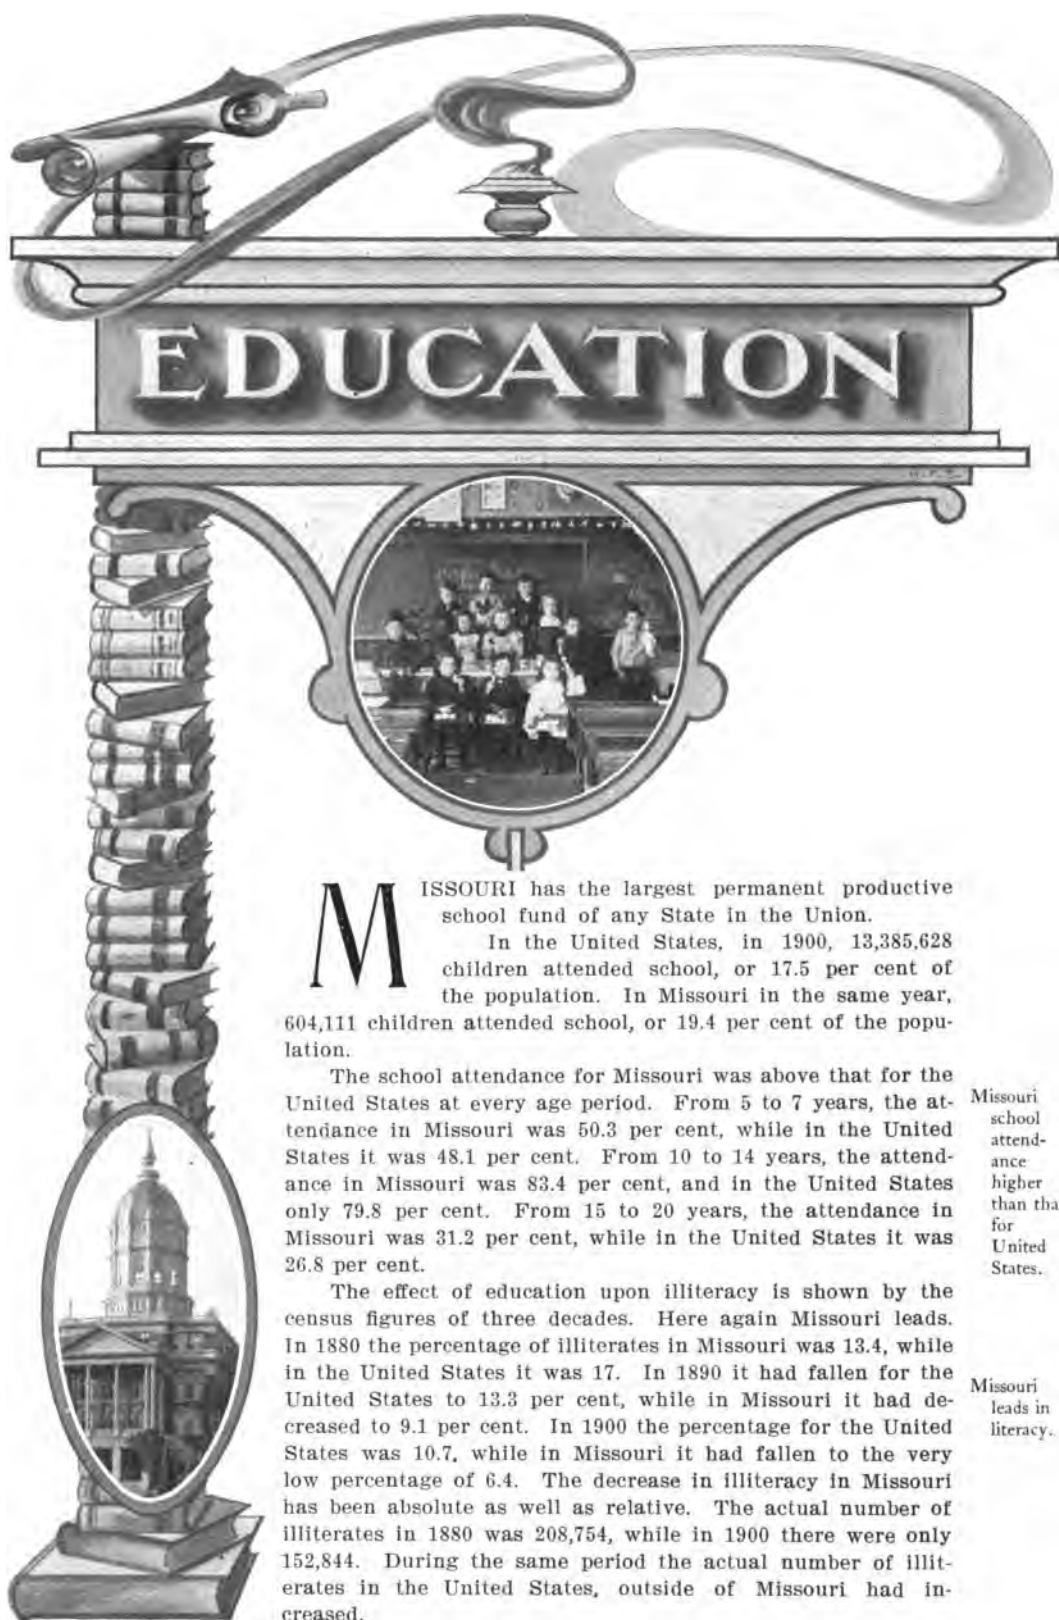 EDUCATION
MISSOURI has the largest permanent productive
school fund of any State in the Union.
In the United States, in 1900, 13,385,628
children attended school, or 17.5 per cent of
the population. In Missouri in the same year,
604,111 children attended school, or 19.4 per cent of the popu-
lation.
The school attendance for Missouri was above that for the
United States at every age period. From 5 to 7 years, the at-
tendance in Missouri was 50.3 per cent, while in the United
States it was 48.1 per cent. From 10 to 14 years, the attend-
ance in Missouri was 83.4 per cent, and in the United States
only 79.8 per cent. From 15 to 20 years, the attendance in
Missouri was 31.2 per cent, while in the United States it was
26.8 per cent.
Missouri
school
attend-
ance
higher
than tha
for
United
States.
The effect of education upon illiteracy is shown by the
census figures of three decades. Here again Missouri leads.
In 1880 the percentage of illiterates in Missouri was 13.4, while
in the United States it was 17. In 1890 it had fallen for the
United States to 13.3 per cent, while in Missouri it had de-
creased to 9.1 per cent. In 1900 the percentage for the United
States was 10.7, while in Missouri it had fallen to the very
low percentage of 6.4. The decrease in illiteracy in Missouri
has been absolute as well as relative. The actual number of
illiterates in 1880 was 208,754, while in 1900 there were only
152,844. During the same period the actual number of illit-
erates in the United States, outside of Missouri had in-
creased.
Missouri
leads in
literacy.